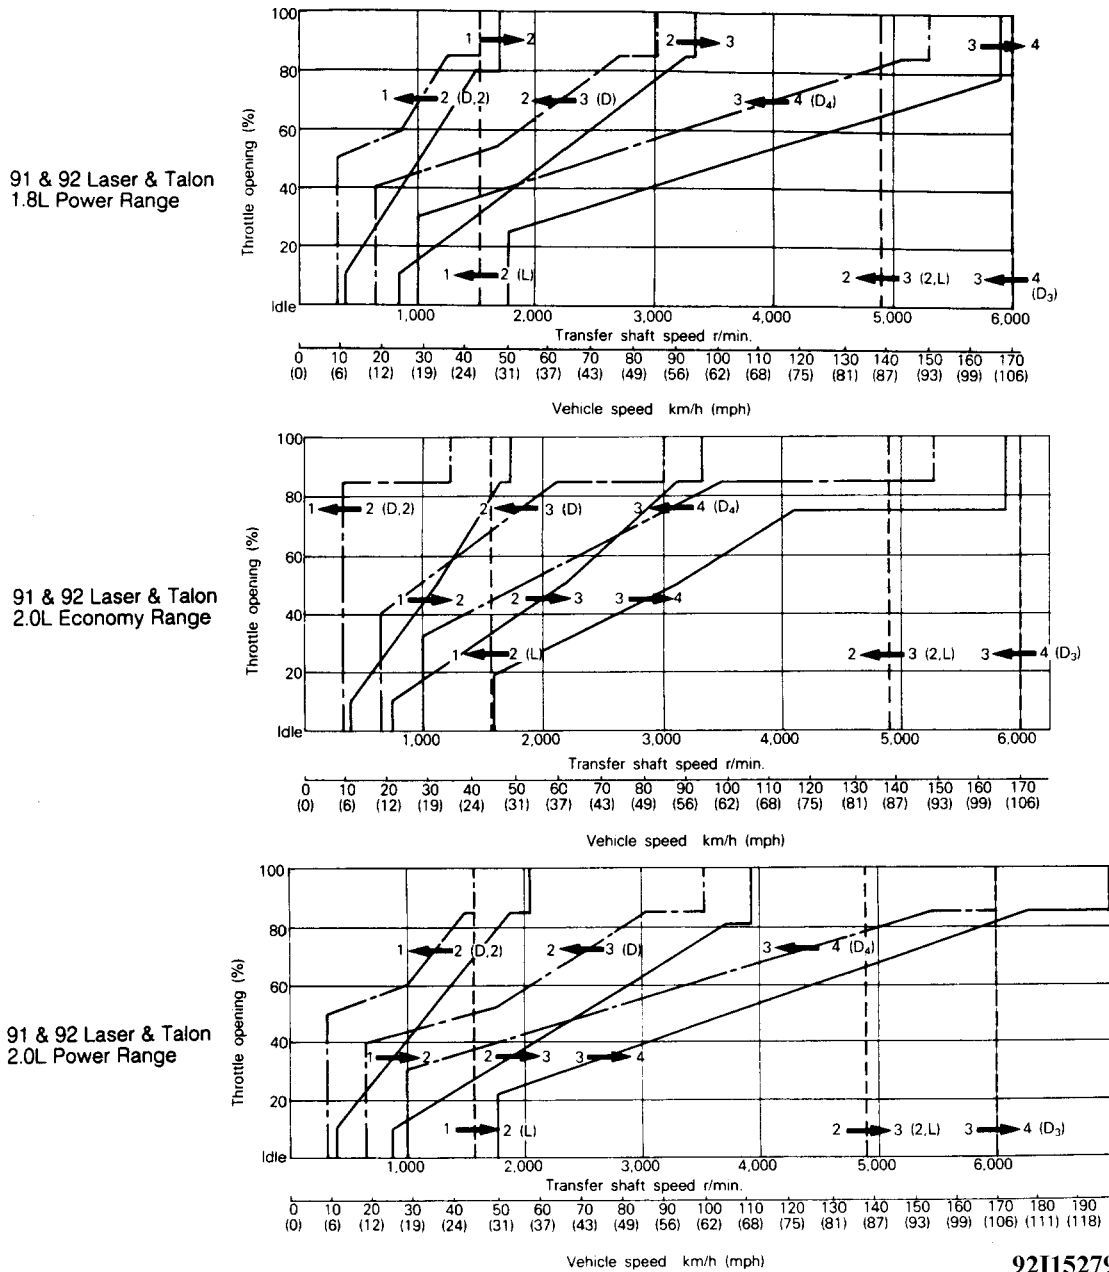 91 & 92 Laser & Talon
1.8L Power Range
Throttle opening (%)
100
80
60
40
20
Idle
1 2
2 3
3 4
1 2 (D,2)
2 3 (D)
3 4 (D4)
1 2 (L)
2 3 (2,L)
3 4 (D3)
1,000 2,000 3,000 4,000 5,000 6,000
Transfer shaft speed r/min.
0 10 20 30 40 50 60 70 80 90 100 110 120 130 140 150 160 170
(0) (6) (12) (19) (24) (31) (37) (43) (49) (56) (62) (68) (75) (81) (87) (93) (99) (106)
Vehicle speed km/h (mph)
91 & 92 Laser & Talon
2.0L Economy Range
Throttle opening (%)
100
80
60
40
20
Idle
1 2 (D,2)
2 3 (D)
3 4 (D4)
1 2
2 3
3 4
1 2 (L)
2 3 (2,L)
3 4 (D3)
1,000 2,000 3,000 4,000 5,000 6,000
Transfer shaft speed r/min.
0 10 20 30 40 50 60 70 80 90 100 110 120 130 140 150 160 170
(0) (6) (12) (19) (24) (31) (37) (43) (49) (56) (62) (68) (75) (81) (87) (93) (99) (106)
Vehicle speed km/h (mph)
91 & 92 Laser & Talon
2.0L Power Range
Throttle opening (%)
100
80
60
40
20
Idle
1 2 (D,2)
2 3 (D)
3 4 (D4)
1 2
2 3
3 4
1 2 (L)
2 3 (2,L)
3 4 (D3)
1,000 2,000 3,000 4,000 5,000 6,000
Transfer shaft speed r/min.
0 10 20 30 40 50 60 70 80 90 100 110 120 130 140 150 160 170 180 190
(0) (6) (12) (19) (24) (31) (37) (43) (49) (56) (62) (68) (75) (81) (87) (93) (99) (106) (111) (118)
Vehicle speed km/h (mph)
92I15279